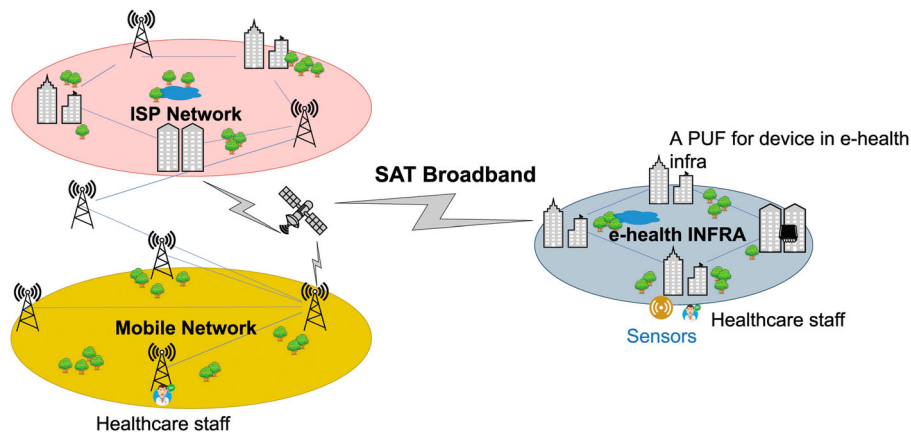 ISP Network
A PUF for device in e-health
infra
SAT Broadband
e-health INFRA
Mobile Network
Healthcare staff
Sensors
Healthcare staff